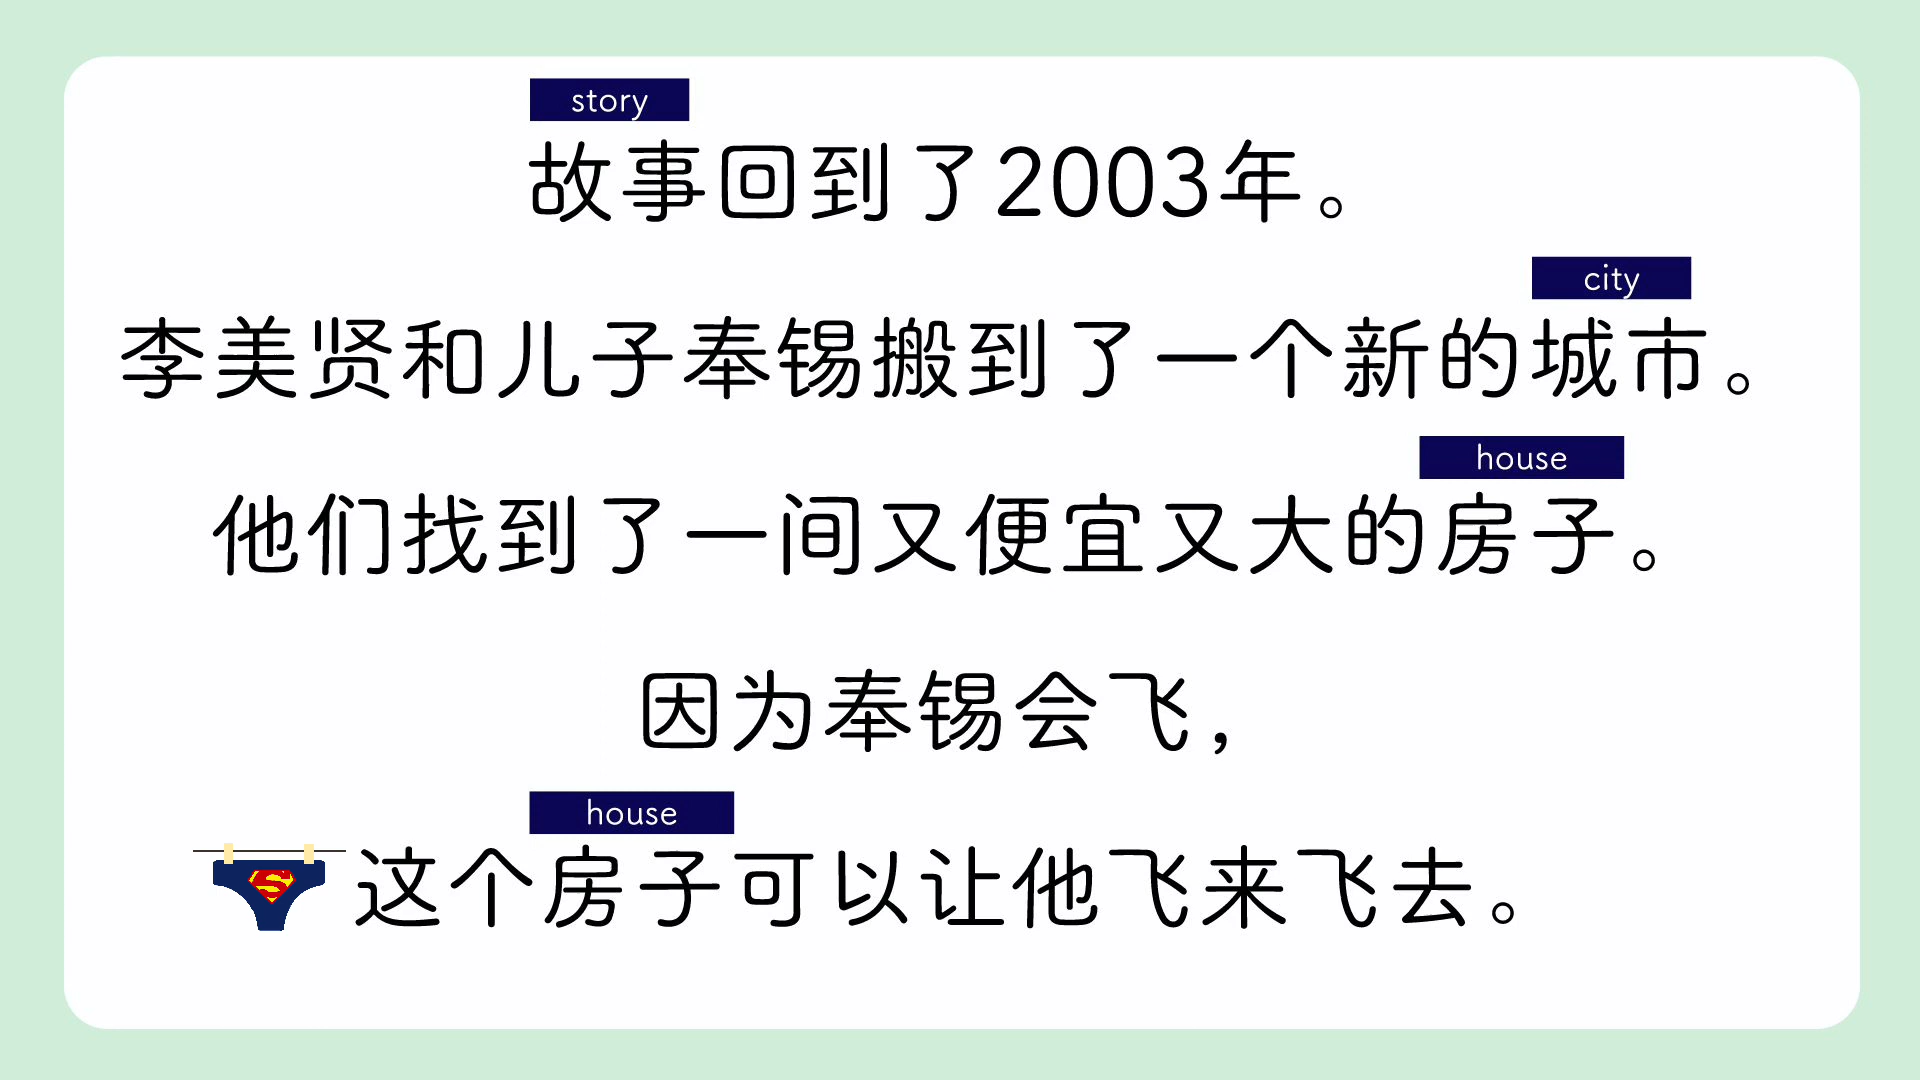 story
故事回到了2003年。
city
李美贤和儿子奉锡搬到了一个新的城市。
house
他们找到了一间又便宜又大的房子。
因为奉锡会飞，
house
这个房子可以让他飞来飞去。